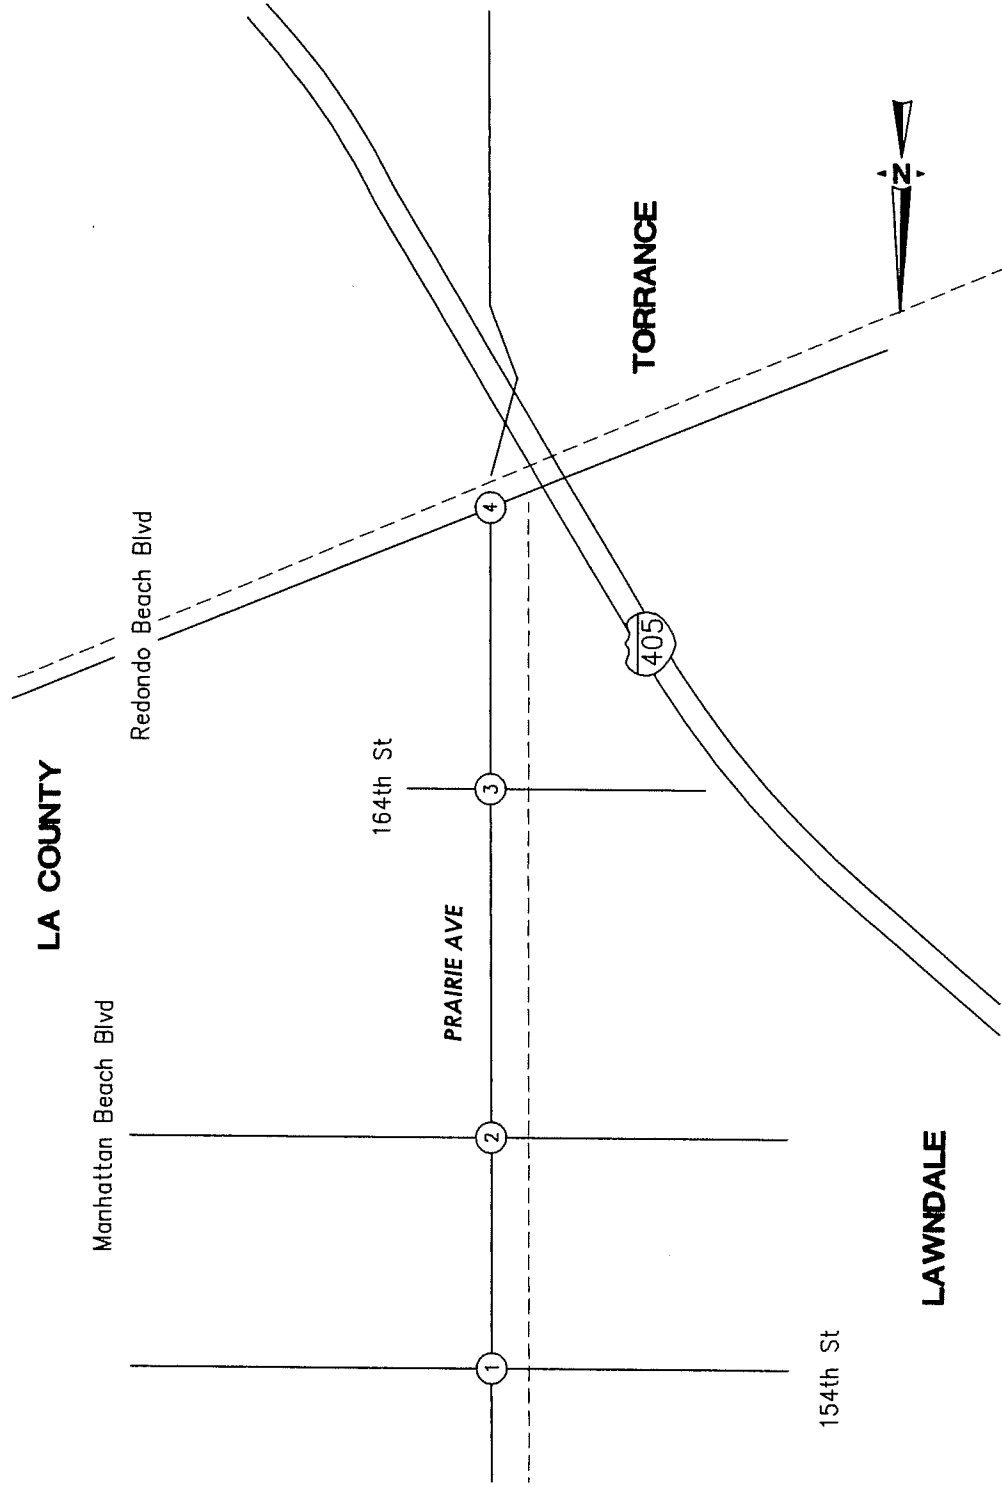 LA COUNTY
Manhattan Beach Blvd
Redondo Beach Blvd
164th St
PRAIRIE AVE
1
2
3
4
405
TORRANCE
154th St
LAWNDALE
N